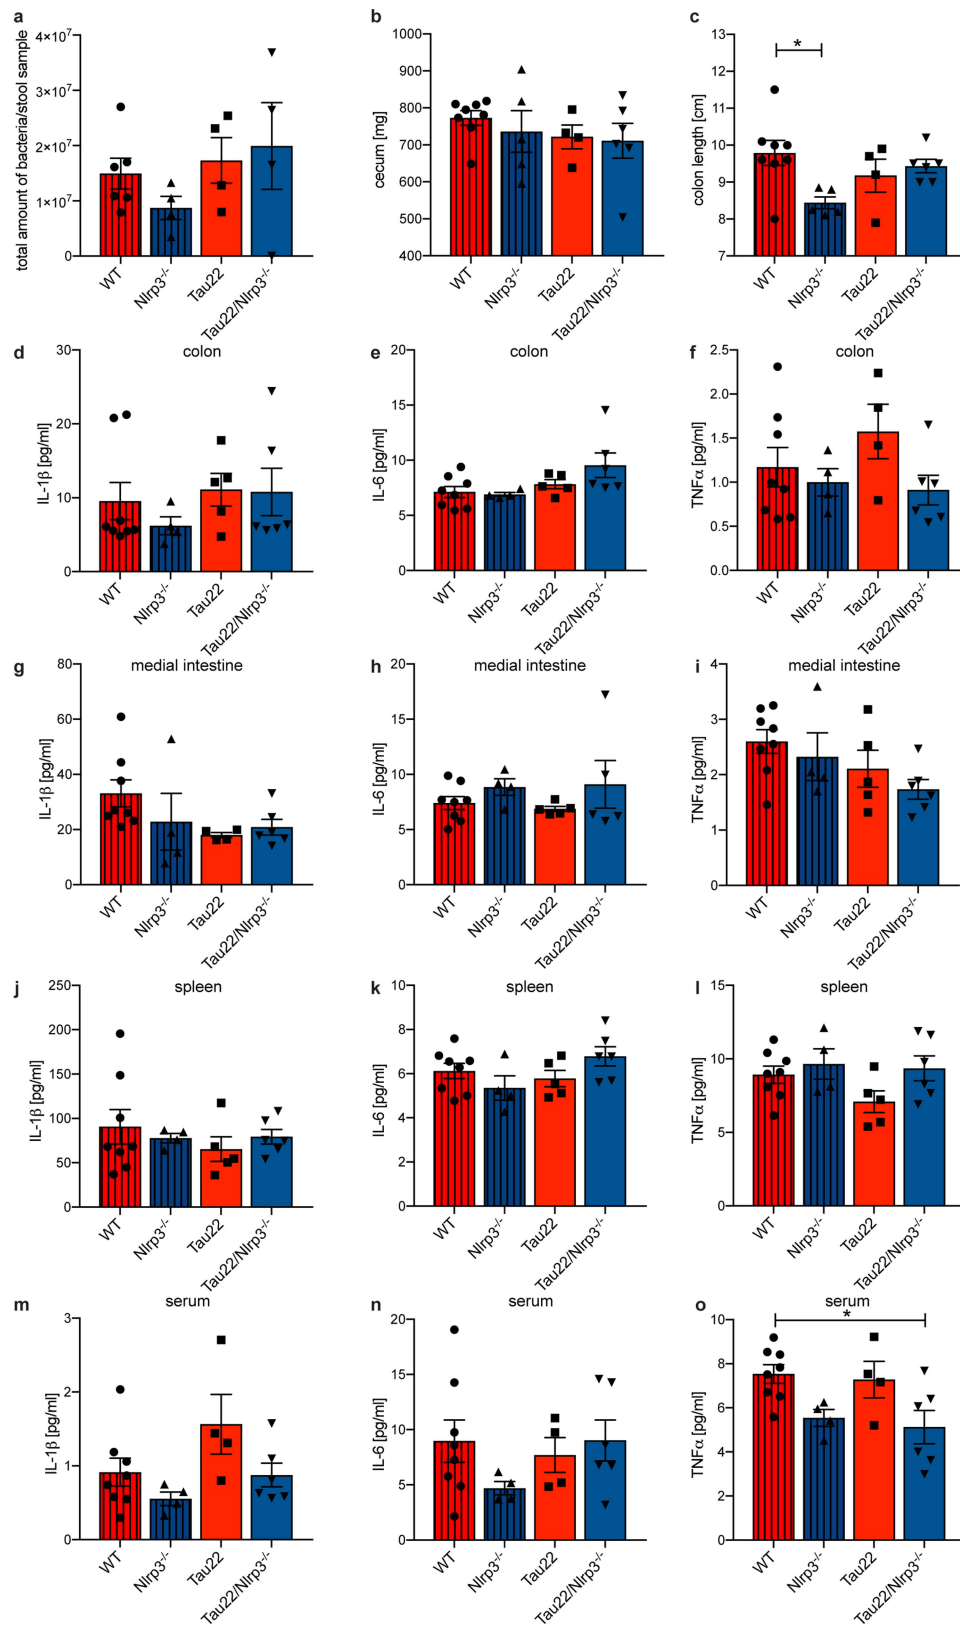 a
total amount of bacteria/stool sample
4×10⁷
3×10⁷
2×10⁷
1×10⁷
0
WT
Nlrp3⁻/⁻
Tau22
Tau22/Nlrp3⁻/⁻
b
cecum [mg]
1000
900
800
700
600
500
400
WT
Nlrp3⁻/⁻
Tau22
Tau22/Nlrp3⁻/⁻
c
colon length [cm]
13
12
11
10
9
8
7
*
WT
Nlrp3⁻/⁻
Tau22
Tau22/Nlrp3⁻/⁻
d
colon
IL-1β [pg/ml]
30
20
10
0
WT
Nlrp3⁻/⁻
Tau22
Tau22/Nlrp3⁻/⁻
e
colon
IL-6 [pg/ml]
20
15
10
5
0
WT
Nlrp3⁻/⁻
Tau22
Tau22/Nlrp3⁻/⁻
f
colon
TNFα [pg/ml]
2.5
2.0
1.5
1.0
0.5
0.0
WT
Nlrp3⁻/⁻
Tau22
Tau22/Nlrp3⁻/⁻
g
medial intestine
IL-1β [pg/ml]
80
60
40
20
0
WT
Nlrp3⁻/⁻
Tau22
Tau22/Nlrp3⁻/⁻
h
medial intestine
IL-6 [pg/ml]
20
15
10
5
0
WT
Nlrp3⁻/⁻
Tau22
Tau22/Nlrp3⁻/⁻
i
medial intestine
TNFα [pg/ml]
4
3
2
1
0
WT
Nlrp3⁻/⁻
Tau22
Tau22/Nlrp3⁻/⁻
j
spleen
IL-1β [pg/ml]
250
200
150
100
50
0
WT
Nlrp3⁻/⁻
Tau22
Tau22/Nlrp3⁻/⁻
k
spleen
IL-6 [pg/ml]
10
8
6
4
2
0
WT
Nlrp3⁻/⁻
Tau22
Tau22/Nlrp3⁻/⁻
l
spleen
TNFα [pg/ml]
15
10
5
0
WT
Nlrp3⁻/⁻
Tau22
Tau22/Nlrp3⁻/⁻
m
serum
IL-1β [pg/ml]
3
2
1
0
WT
Nlrp3⁻/⁻
Tau22
Tau22/Nlrp3⁻/⁻
n
serum
IL-6 [pg/ml]
20
15
10
5
0
WT
Nlrp3⁻/⁻
Tau22
Tau22/Nlrp3⁻/⁻
o
serum
*
TNFα [pg/ml]
10
8
6
4
2
0
WT
Nlrp3⁻/⁻
Tau22
Tau22/Nlrp3⁻/⁻